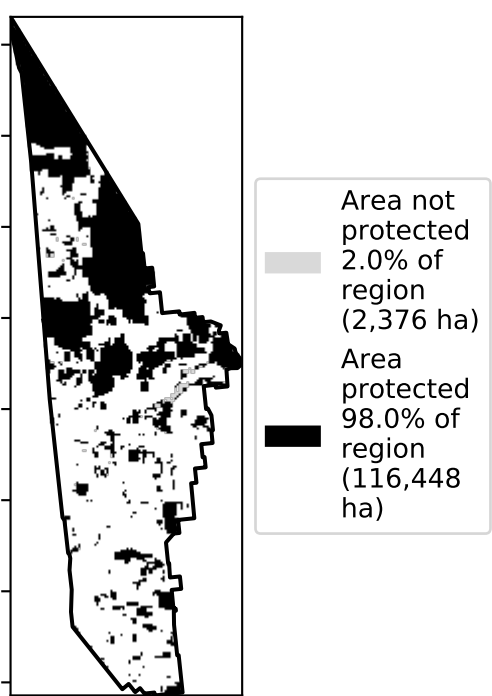 Area not
protected
2.0% of
region
(2,376 ha)
Area
protected
98.0% of
region
(116,448
ha)